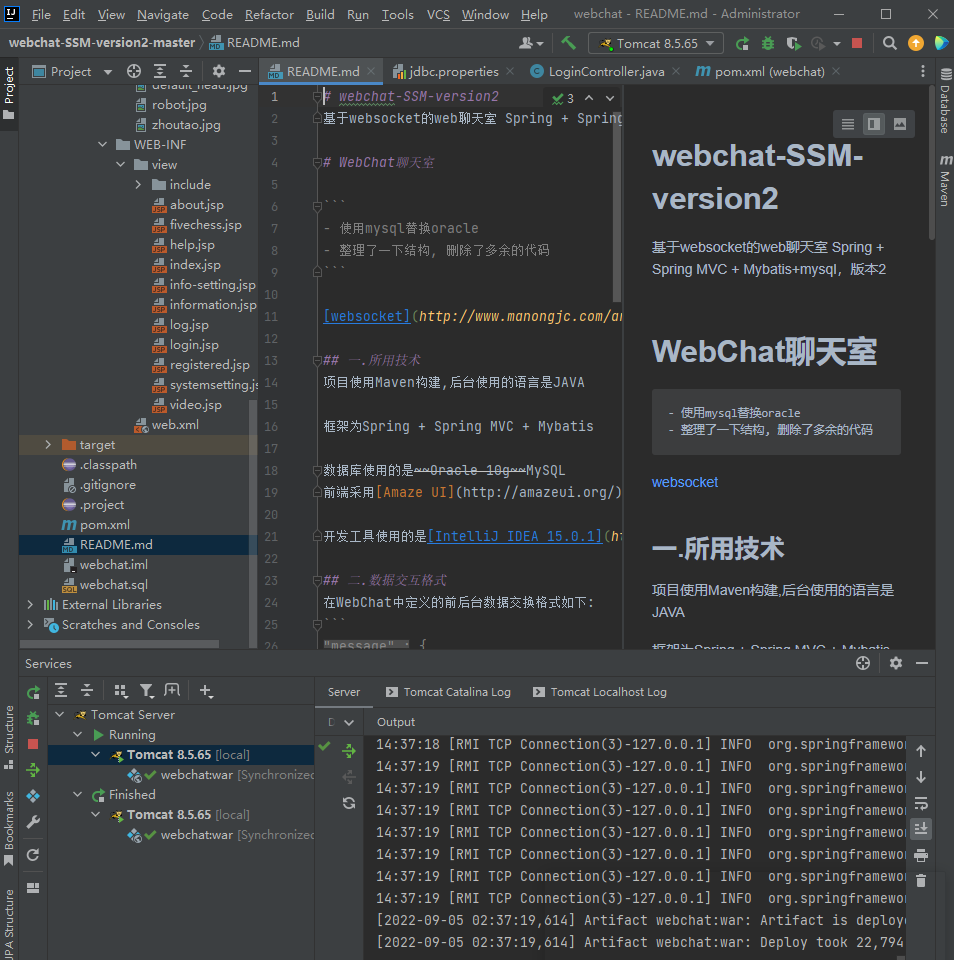 File Edit View Navigate Code Refactor Build Run Tools VCS Window Help webchat - README.md - Administrator
webchat-SSM-version2-master README.md Tomcat 8.5.65
Project
Project
README.md jdbc.properties LoginController.java pom.xml (webchat)
Database
Maven
default_head.jpg
robot.jpg
zhoutao.jpg
WEB-INF
view
include
about.jsp
fivechess.jsp
help.jsp
index.jsp
info-setting.jsp
information.jsp
log.jsp
login.jsp
registered.jsp
systemsetting.js
video.jsp
web.xml
target
.classpath
.gitignore
.project
pom.xml
README.md
webchat.iml
webchat.sql
External Libraries
Scratches and Consoles
3
1 # webchat-SSM-version2
2 基于websocket的web聊天室 Spring + Spring
3
4 # WebChat聊天室
5
6 ```
7 - 使用mysql替换oracle
8 - 整理了一下结构, 删除了多余的代码
9 ```
10
11 [websocket](http://www.manongjc.com/ar
12
13 ## 一.所用技术
14 项目使用Maven构建,后台使用的语言是JAVA
15
16 框架为Spring + Spring MVC + Mybatis
17
18 数据库使用的是~~Oracle 10g~~MySQL
19 前端采用[Amaze UI](http://amazeui.org/)
20
21 开发工具使用的是[IntelliJ IDEA 15.0.1](ht
22
23 ## 二.数据交互格式
24 在WebChat中定义的前后台数据交换格式如下:
25 ```
26 "message" : {
webchat-SSM-
version2
基于websocket的web聊天室 Spring +
Spring MVC + Mybatis+mysql，版本2
WebChat聊天室
- 使用mysql替换oracle
- 整理了一下结构, 删除了多余的代码
websocket
一.所用技术
项目使用Maven构建,后台使用的语言是
JAVA
框架为Spring + Spring MVC + Mybatis
Services
Structure
Bookmarks
JPA Structure
Tomcat Server
Running
Tomcat 8.5.65 [local]
webchat:war [Synchronized
Finished
Tomcat 8.5.65 [local]
webchat:war [Synchronized
Server Tomcat Catalina Log Tomcat Localhost Log
D Output
14:37:18 [RMI TCP Connection(3)-127.0.0.1] INFO org.springframewor
14:37:19 [RMI TCP Connection(3)-127.0.0.1] INFO org.springframewor
14:37:19 [RMI TCP Connection(3)-127.0.0.1] INFO org.springframewor
14:37:19 [RMI TCP Connection(3)-127.0.0.1] INFO org.springframewor
14:37:19 [RMI TCP Connection(3)-127.0.0.1] INFO org.springframewor
14:37:19 [RMI TCP Connection(3)-127.0.0.1] INFO org.springframewor
14:37:19 [RMI TCP Connection(3)-127.0.0.1] INFO org.springframewor
14:37:19 [RMI TCP Connection(3)-127.0.0.1] INFO org.springframewor
[2022-09-05 02:37:19,614] Artifact webchat:war: Artifact is deploye
[2022-09-05 02:37:19,614] Artifact webchat:war: Deploy took 22,794